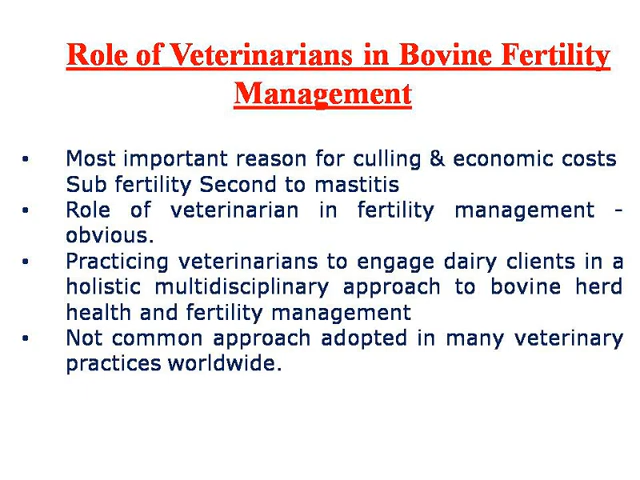 Role of Veterinarians in Bovine Fertility
Management
• Most important reason for culling & economic costs
Sub fertility Second to mastitis
• Role of veterinarian in fertility management -
obvious.
• Practicing veterinarians to engage dairy clients in a
holistic multidisciplinary approach to bovine herd
health and fertility management
• Not common approach adopted in many veterinary
practices worldwide.